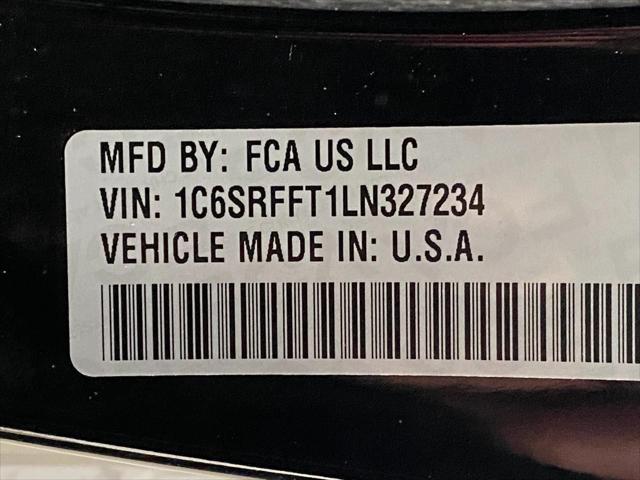 MFD BY: FCA US LLC
VIN: 1C6SRFFT1LN327234
VEHICLE MADE IN: U.S.A.